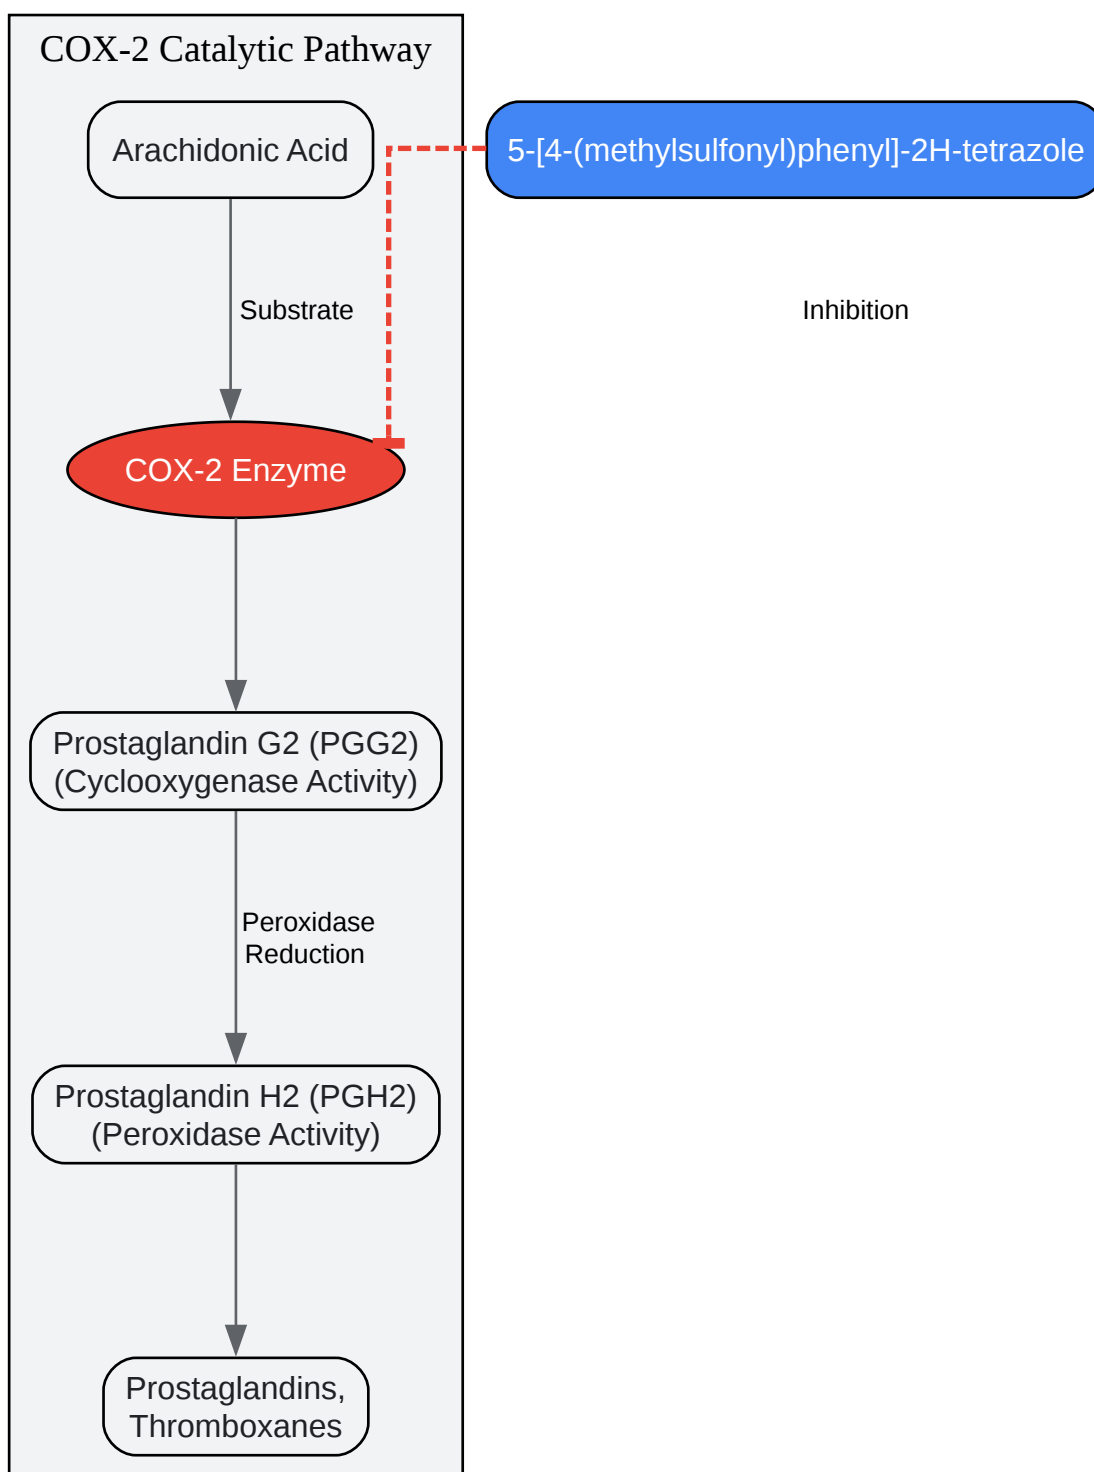 COX-2 Catalytic Pathway
Arachidonic Acid
5-[4-(methylsulfonyl)phenyl]-2H-tetrazole
Substrate
Inhibition
COX-2 Enzyme
Prostaglandin G2 (PGG2)
(Cyclooxygenase Activity)
Peroxidase
Reduction
Prostaglandin H2 (PGH2)
(Peroxidase Activity)
Prostaglandins,
Thromboxanes